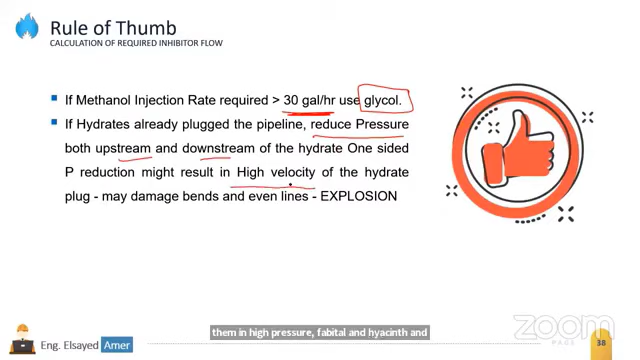 Rule of Thumb
CALCULATION OF REQUIRED INHIBITOR FLOW
If Methanol Injection Rate required > 30 gal/hr use glycol.
If Hydrates already plugged the pipeline, reduce Pressure
both upstream and downstream of the hydrate One sided
P reduction might result in High velocity of the hydrate
plug - may damage bends and even lines - EXPLOSION
them in high pressure, fabital and hyacinth and
zoom
Eng. Elsayed Amer
38